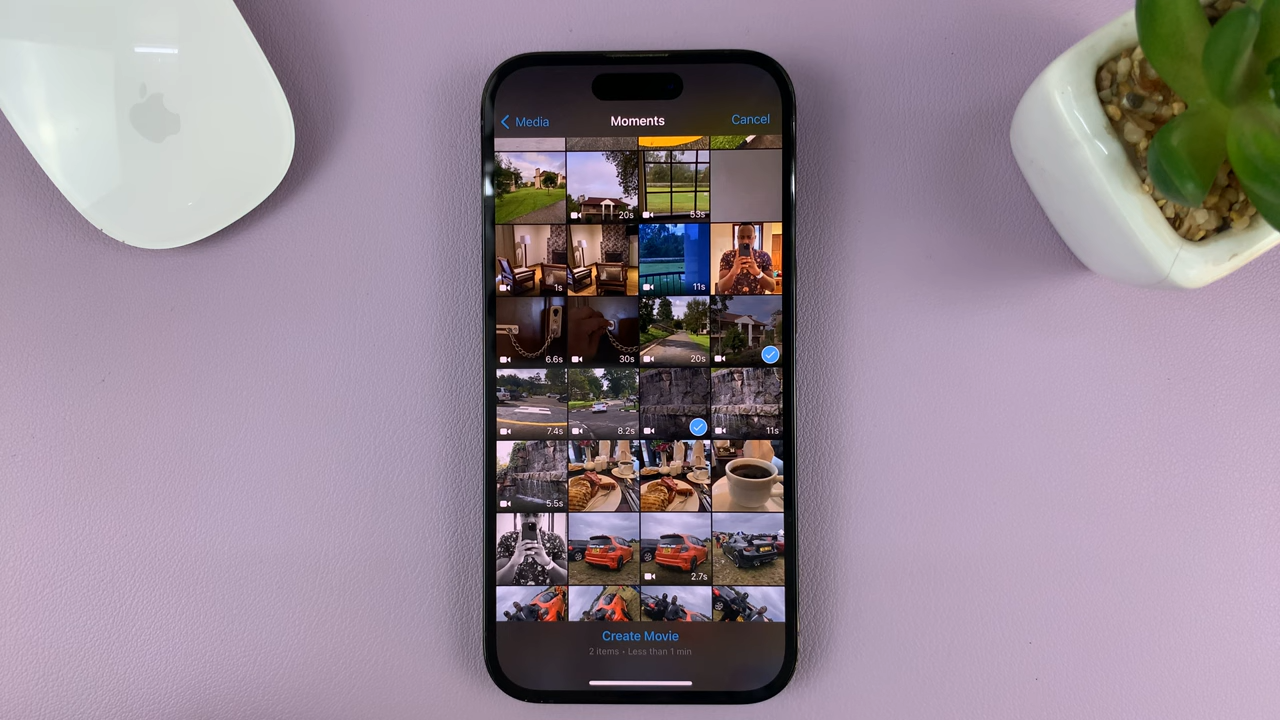 Media
Moments
Cancel
20s
53s
1s
11s
6.6s
30s
20s
7.4s
8.2s
11s
5.5s
2.7s
Create Movie
2 items • Less than 1 min